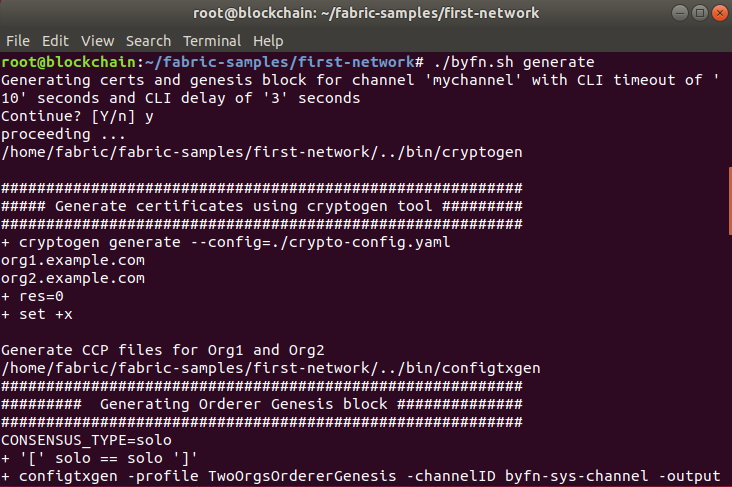 root@blockchain: ~/fabric-samples/first-network
File Edit View Search Terminal Help
root@blockchain:~/fabric-samples/first-network# ./byfn.sh generate
Generating certs and genesis block for channel 'mychannel' with CLI timeout of '
10' seconds and CLI delay of '3' seconds
Continue? [Y/n] y
proceeding ...
/home/fabric/fabric-samples/first-network/../bin/cryptogen
##########################################################
##### Generate certificates using cryptogen tool #########
##########################################################
+ cryptogen generate --config=./crypto-config.yaml
org1.example.com
org2.example.com
+ res=0
+ set +x
Generate CCP files for Org1 and Org2
/home/fabric/fabric-samples/first-network/../bin/configtxgen
##########################################################
#########  Generating Orderer Genesis block ##############
##########################################################
CONSENSUS_TYPE=solo
+ '[' solo == solo ']'
+ configtxgen -profile TwoOrgsOrdererGenesis -channelID byfn-sys-channel -output